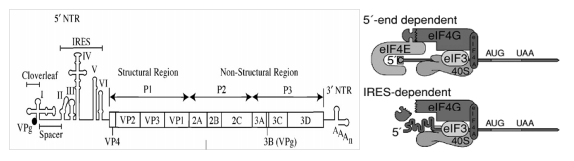 5′ NTR
IRES
Cloverleaf
I
II
III
IV
V
VI
VPg
Spacer
Structural Region
Non-Structural Region
P1
P2
P3
3′ NTR
VP2
VP3
VP1
2A
2B
2C
3A
3C
3D
AAAn
VP4
3B (VPg)
5´-end dependent
eIF4G
eIF4E
5′
eIF3
40S
AUG
UAA
IRES-dependent
eIF4G
5′
eIF3
40S
AUG
UAA